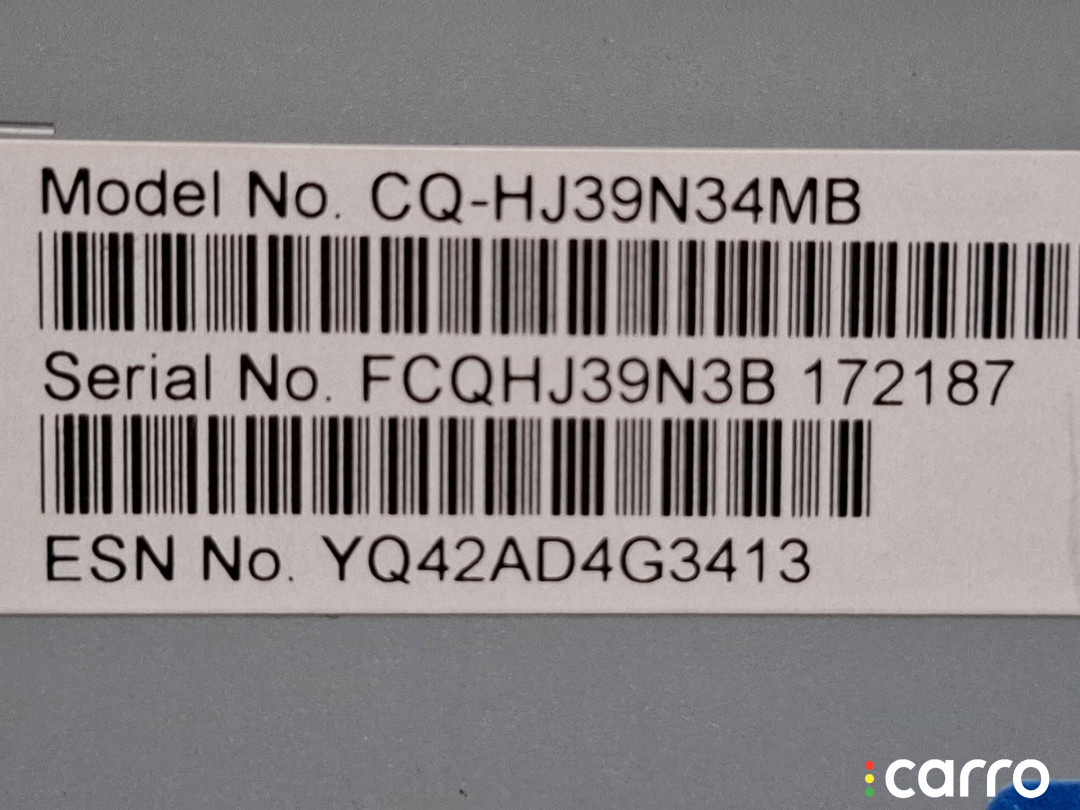 Model No. CQ-HJ39N34MB
Serial No. FCQHJ39N3B 172187
ESN No. YQ42AD4G3413
carro